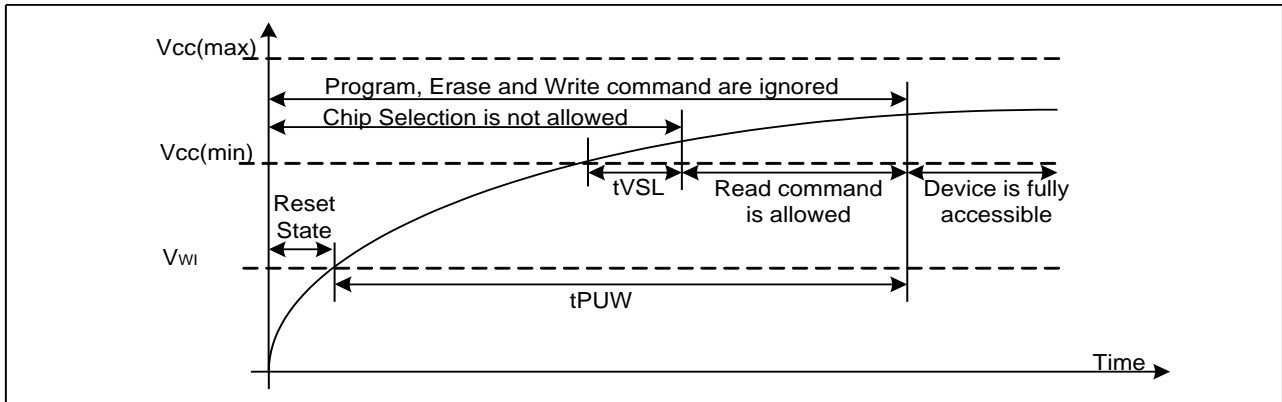 Vcc(max)
Program, Erase and Write command are ignored
Chip Selection is not allowed
Vcc(min)
tVSL
Read command
is allowed
Device is fully
accessible
Reset
State
VWI
tPUW
Time